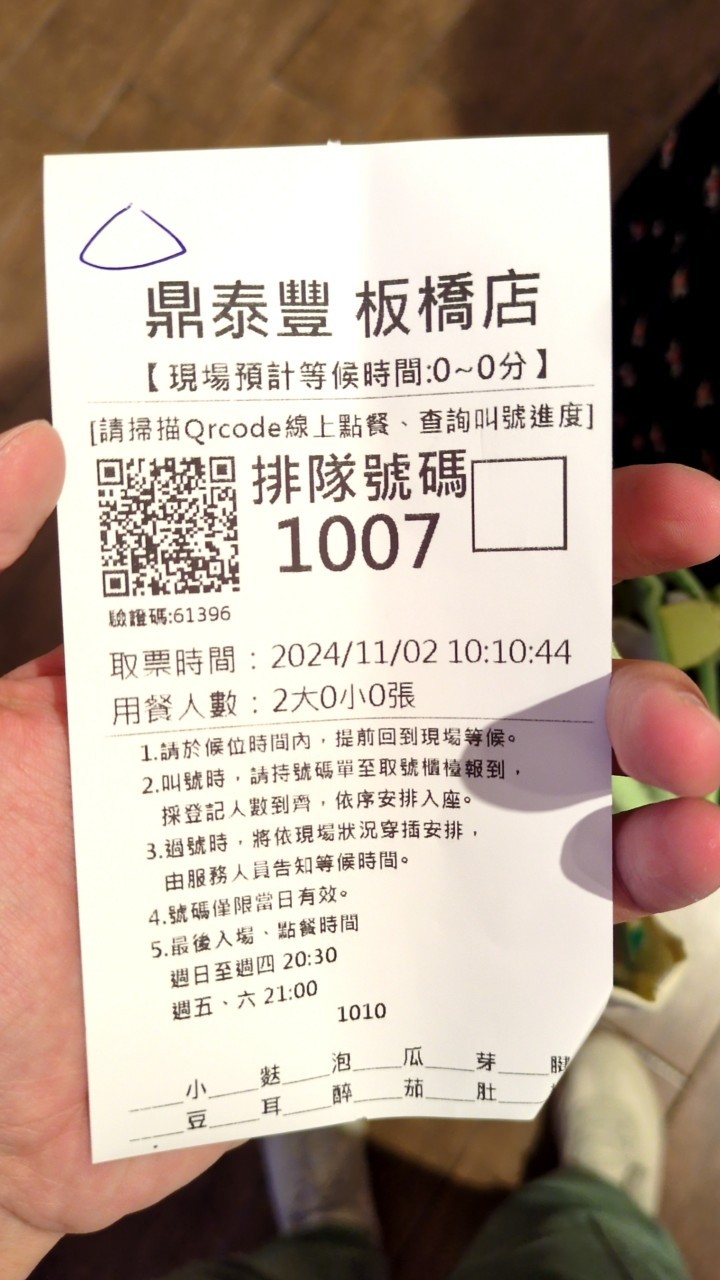 鼎泰豐 板橋店
【現場預計等候時間:0~0分】
[請掃描Qrcode線上點餐、查詢叫號進度]
排隊號碼
1007
驗證碼:61396
取票時間：2024/11/02 10:10:44
用餐人數：2大0小0張
1.請於候位時間內，提前回到現場等候。
2.叫號時，請持號碼單至取號櫃檯報到，
採登記人數到齊，依序安排入座。
3.過號時，將依現場狀況穿插安排，
由服務人員告知等候時間。
4.號碼僅限當日有效。
5.最後入場、點餐時間
週日至週四 20:30
週五、六 21:00
1010
____小____麩____泡____瓜____芽____
____豆____耳____醉____茄____肚____